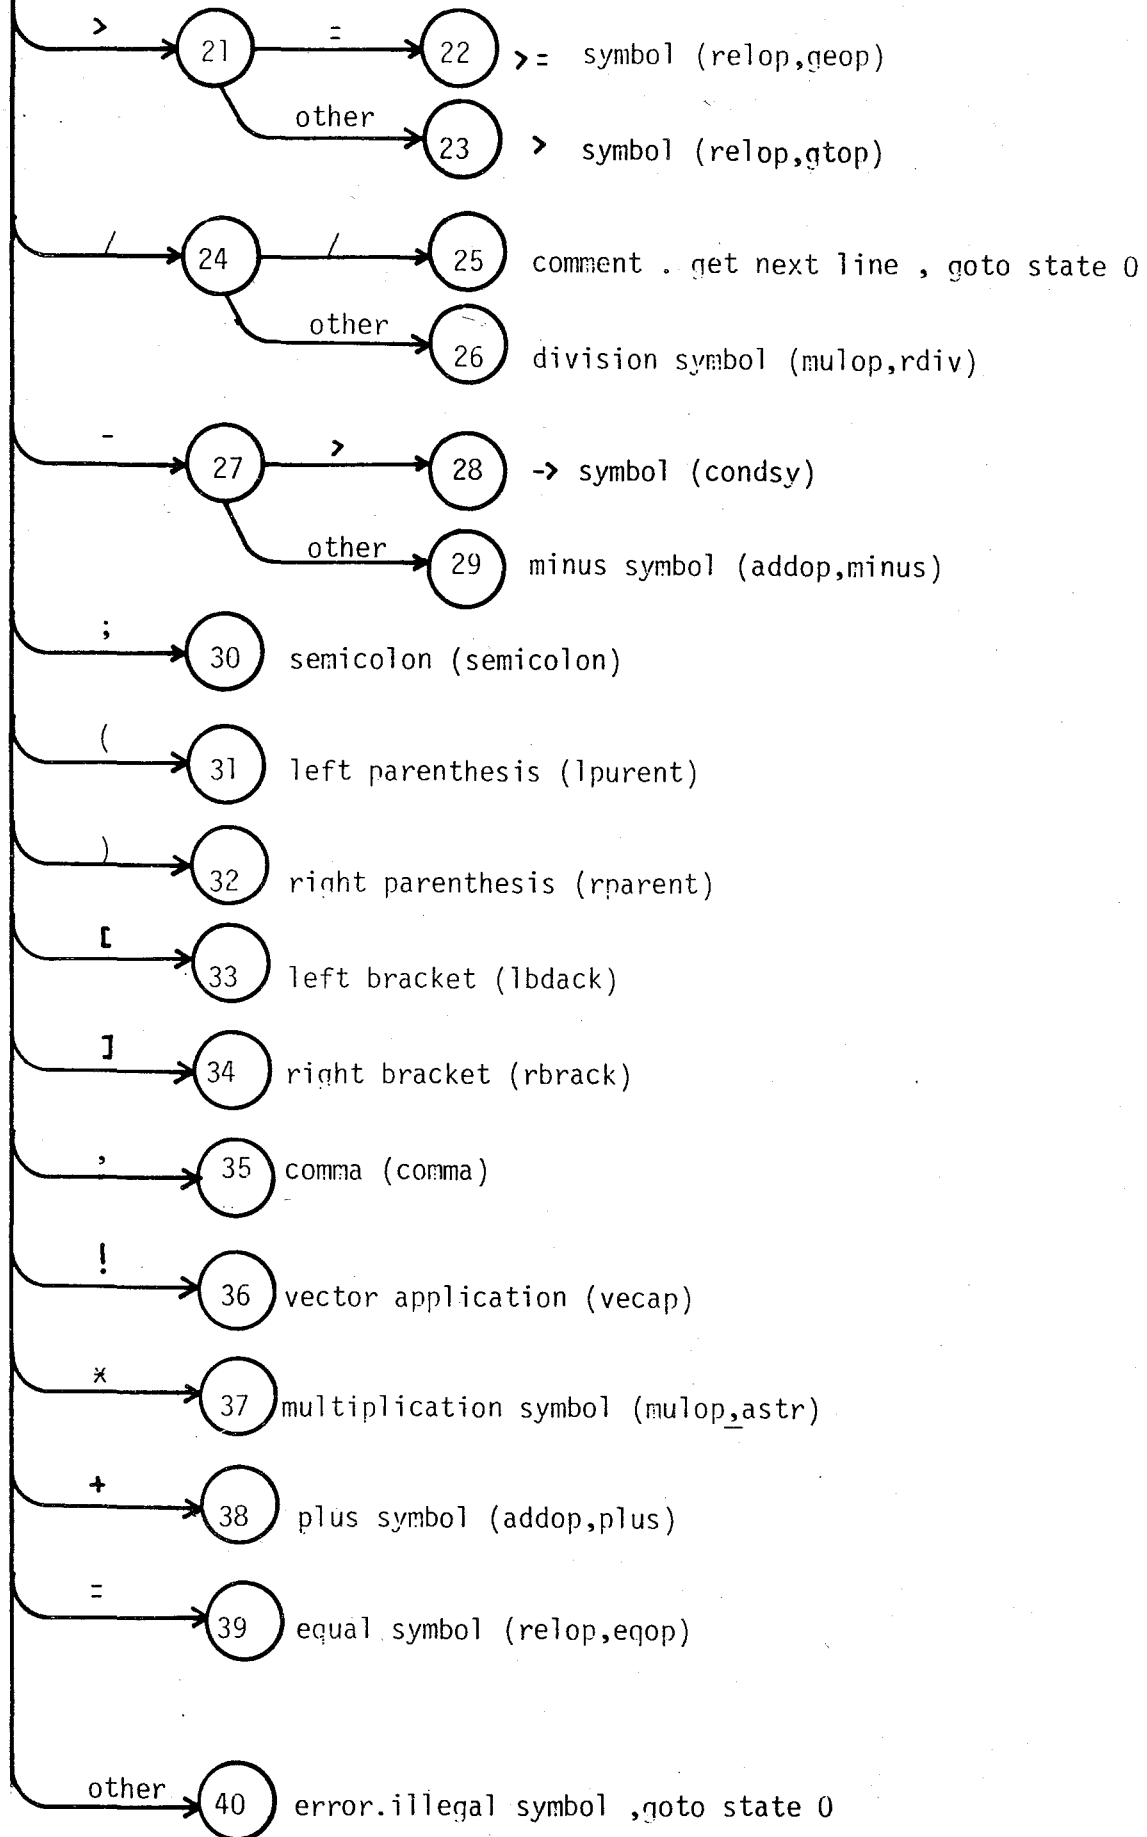 > 21 = 22 >= symbol (relop,geop)
other 23 > symbol (relop,gtop)
/ 24 / 25 comment . get next line , goto state 0
other 26 division symbol (mulop,rdiv)
- 27 > 28 -> symbol (condsy)
other 29 minus symbol (addop,minus)
; 30 semicolon (semicolon)
( 31 left parenthesis (lpurent)
) 32 right parenthesis (rparent)
[ 33 left bracket (lbdack)
] 34 right bracket (rbrack)
, 35 comma (comma)
! 36 vector application (vecap)
* 37 multiplication symbol (mulop,astr)
+ 38 plus symbol (addop,plus)
= 39 equal symbol (relop,eqop)
other 40 error.illegal symbol ,goto state 0